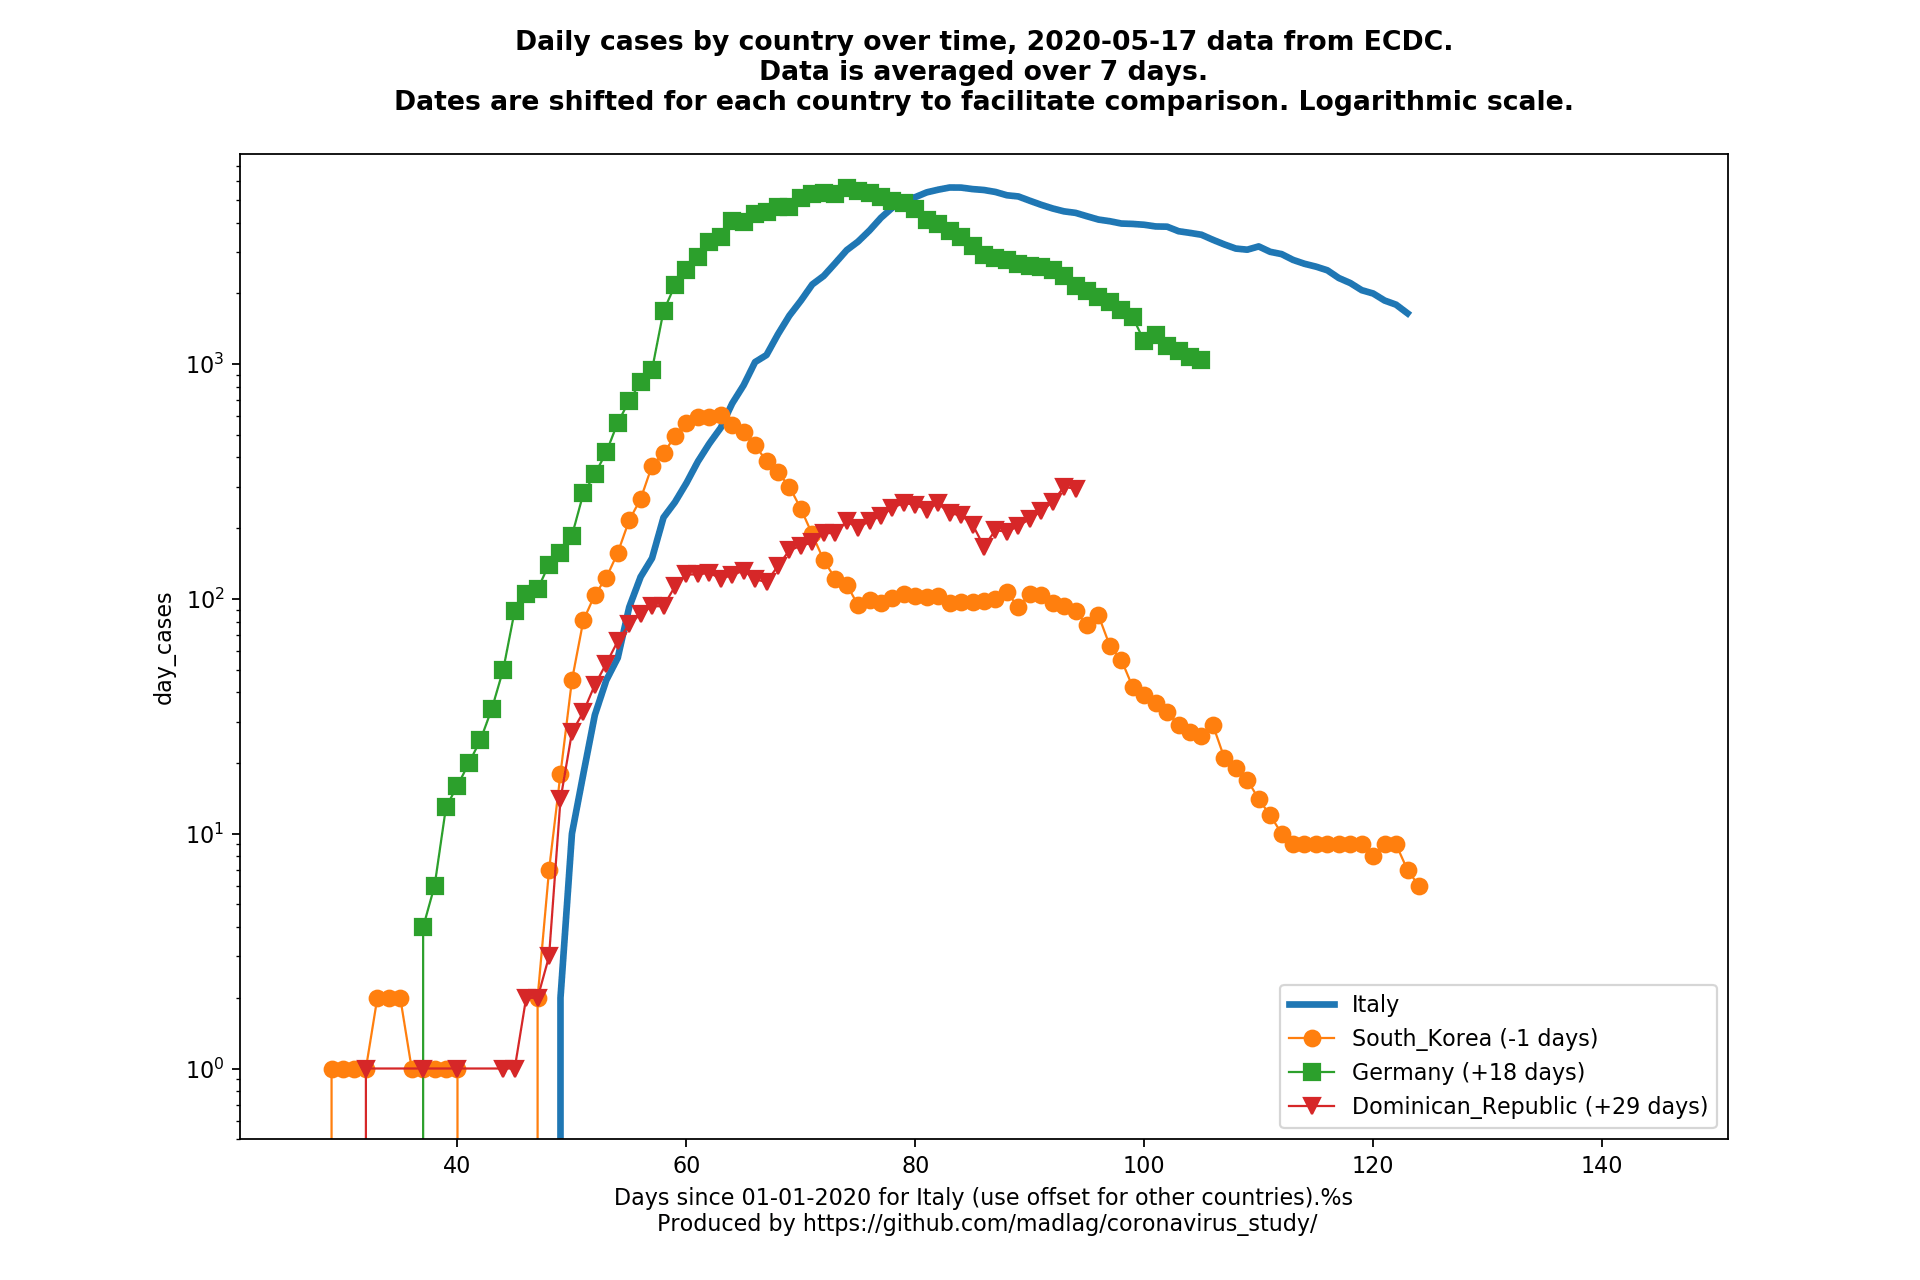 Daily cases by country over time, 2020-05-17 data from ECDC.
Data is averaged over 7 days.
Dates are shifted for each country to facilitate comparison. Logarithmic scale.
day_cases
10³
10²
10¹
10⁰
Italy
South_Korea (-1 days)
Germany (+18 days)
Dominican_Republic (+29 days)
40 60 80 100 120 140
Days since 01-01-2020 for Italy (use offset for other countries).%s
Produced by https://github.com/madlag/coronavirus_study/